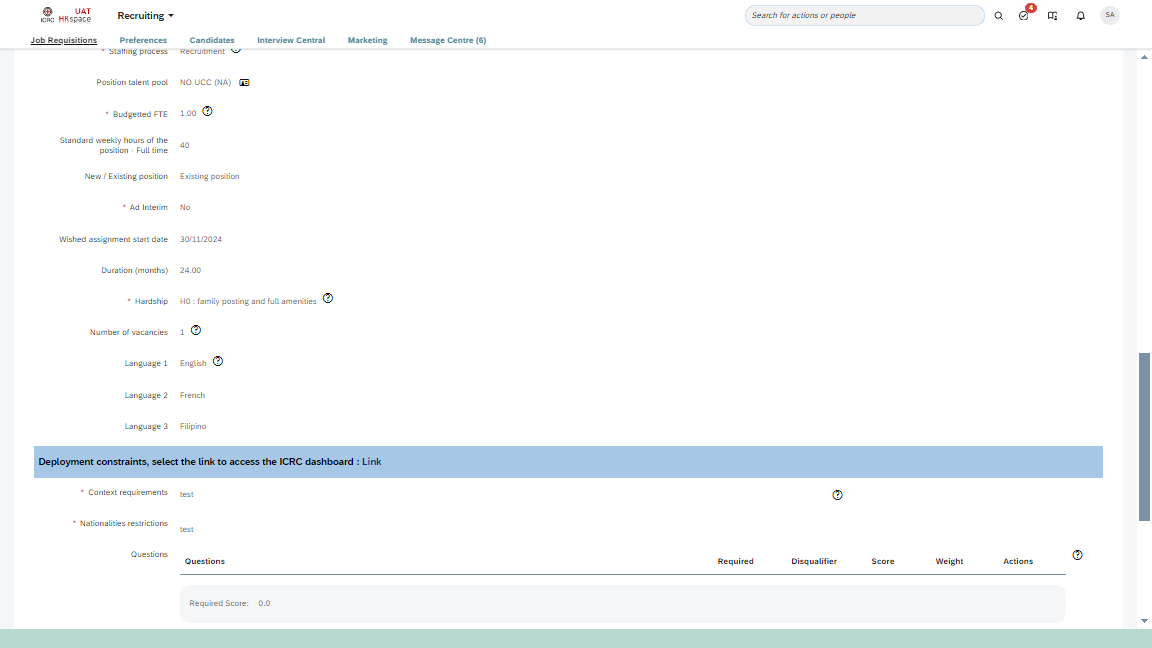 ICRC UAT HRspace
Recruiting
Search for actions or people
4
SA
Job Requisitions Preferences Candidates Interview Central Marketing Message Centre (6)
* Staffing process Recruitment
Position talent pool NO UCC (NA)
* Budgetted FTE 1.00
Standard weekly hours of the
position - Full time 40
New / Existing position Existing position
* Ad Interim No
Wished assignment start date 30/11/2024
Duration (months) 24.00
* Hardship H0 : family posting and full amenities
Number of vacancies 1
Language 1 English
Language 2 French
Language 3 Filipino
Deployment constraints, select the link to access the ICRC dashboard : Link
* Context requirements test
* Nationalities restrictions test
Questions
Questions Required Disqualifier Score Weight Actions
Required Score: 0.0